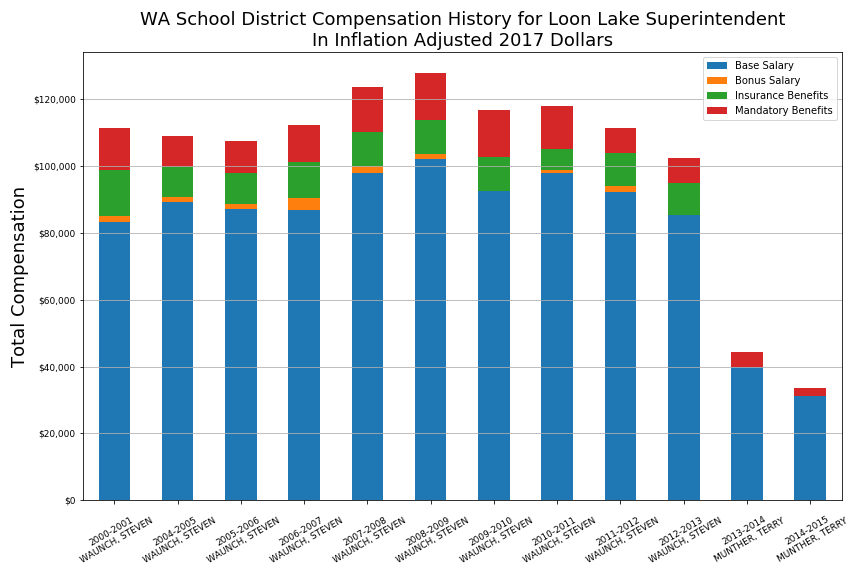 WA School District Compensation History for Loon Lake Superintendent
In Inflation Adjusted 2017 Dollars
Base Salary
Bonus Salary
Insurance Benefits
Mandatory Benefits
Total Compensation
$120,000
$100,000
$80,000
$60,000
$40,000
$20,000
$0
2000-2001
WAUNCH, STEVEN
2004-2005
WAUNCH, STEVEN
2005-2006
WAUNCH, STEVEN
2006-2007
WAUNCH, STEVEN
2007-2008
WAUNCH, STEVEN
2008-2009
WAUNCH, STEVEN
2009-2010
WAUNCH, STEVEN
2010-2011
WAUNCH, STEVEN
2011-2012
WAUNCH, STEVEN
2012-2013
WAUNCH, STEVEN
2013-2014
MUNTHER, TERRY
2014-2015
MUNTHER, TERRY